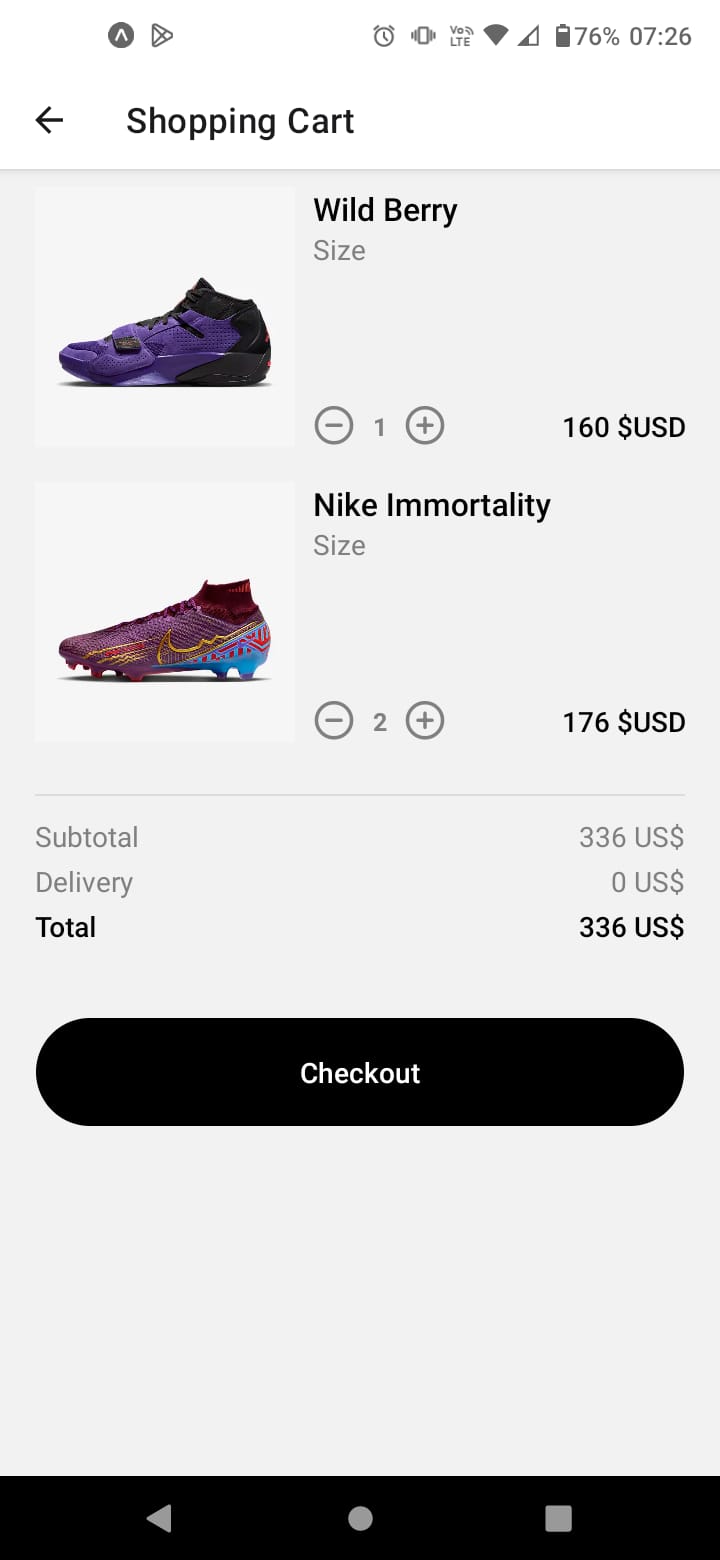 Vo)) LTE 76% 07:26
Shopping Cart
Wild Berry
Size
1 160 $USD
Nike Immortality
Size
2 176 $USD
Subtotal 336 US$
Delivery 0 US$
Total 336 US$
Checkout